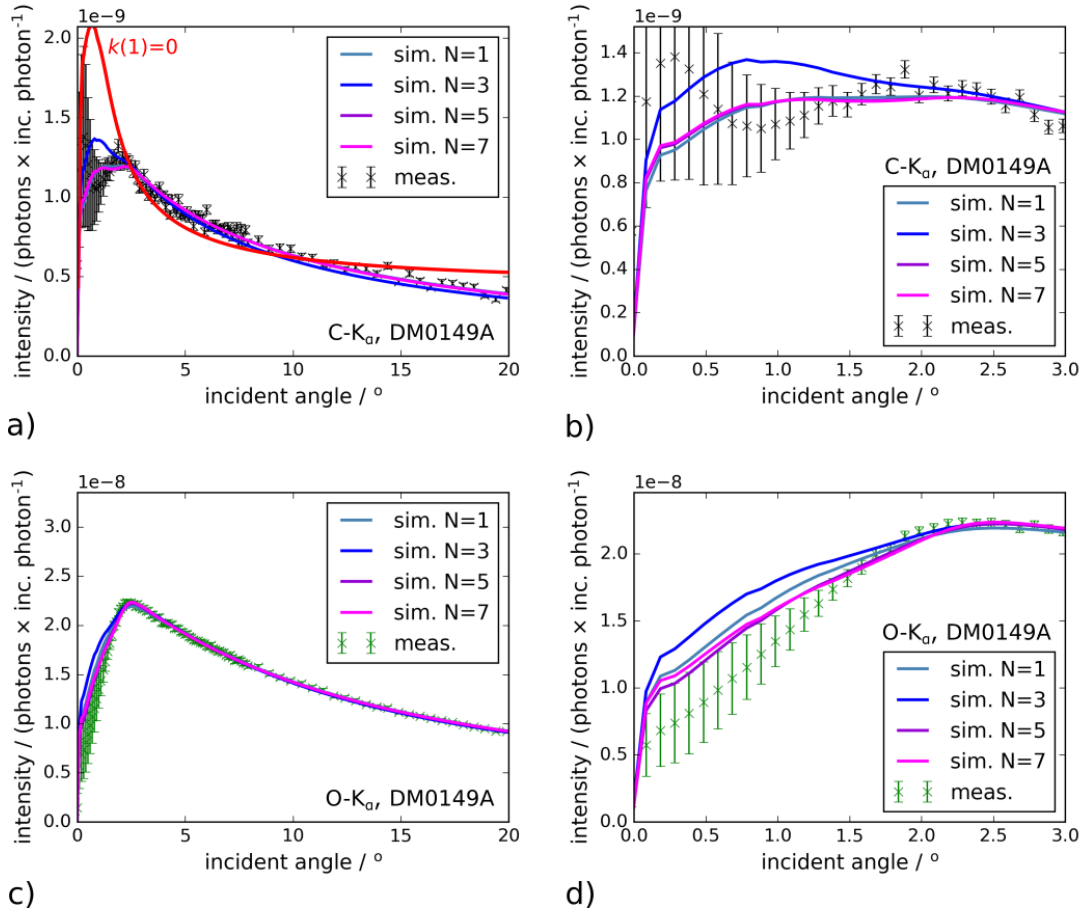 1e-9
2.0
1.5
1.0
0.5
0.0
intensity / (photons × inc. photon⁻¹)
k(1)=0
sim. N=1
sim. N=3
sim. N=5
sim. N=7
meas.
C-Kα, DM0149A
0 5 10 15 20
incident angle / °
a)
1e-9
1.4
1.2
1.0
0.8
0.6
0.4
0.2
0.0
intensity / (photons × inc. photon⁻¹)
C-Kα, DM0149A
sim. N=1
sim. N=3
sim. N=5
sim. N=7
meas.
0.0 0.5 1.0 1.5 2.0 2.5 3.0
incident angle / °
b)
1e-8
3.0
2.5
2.0
1.5
1.0
0.5
0.0
intensity / (photons × inc. photon⁻¹)
sim. N=1
sim. N=3
sim. N=5
sim. N=7
meas.
O-Kα, DM0149A
0 5 10 15 20
incident angle / °
c)
1e-8
2.0
1.5
1.0
0.5
0.0
intensity / (photons × inc. photon⁻¹)
O-Kα, DM0149A
sim. N=1
sim. N=3
sim. N=5
sim. N=7
meas.
0.0 0.5 1.0 1.5 2.0 2.5 3.0
incident angle / °
d)